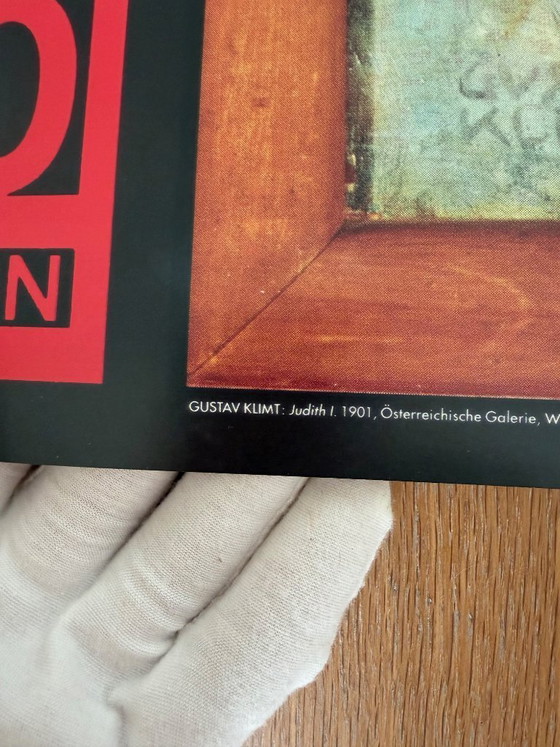 N
GUSTAV KLIMT: Judith I. 1901, Österreichische Galerie, W